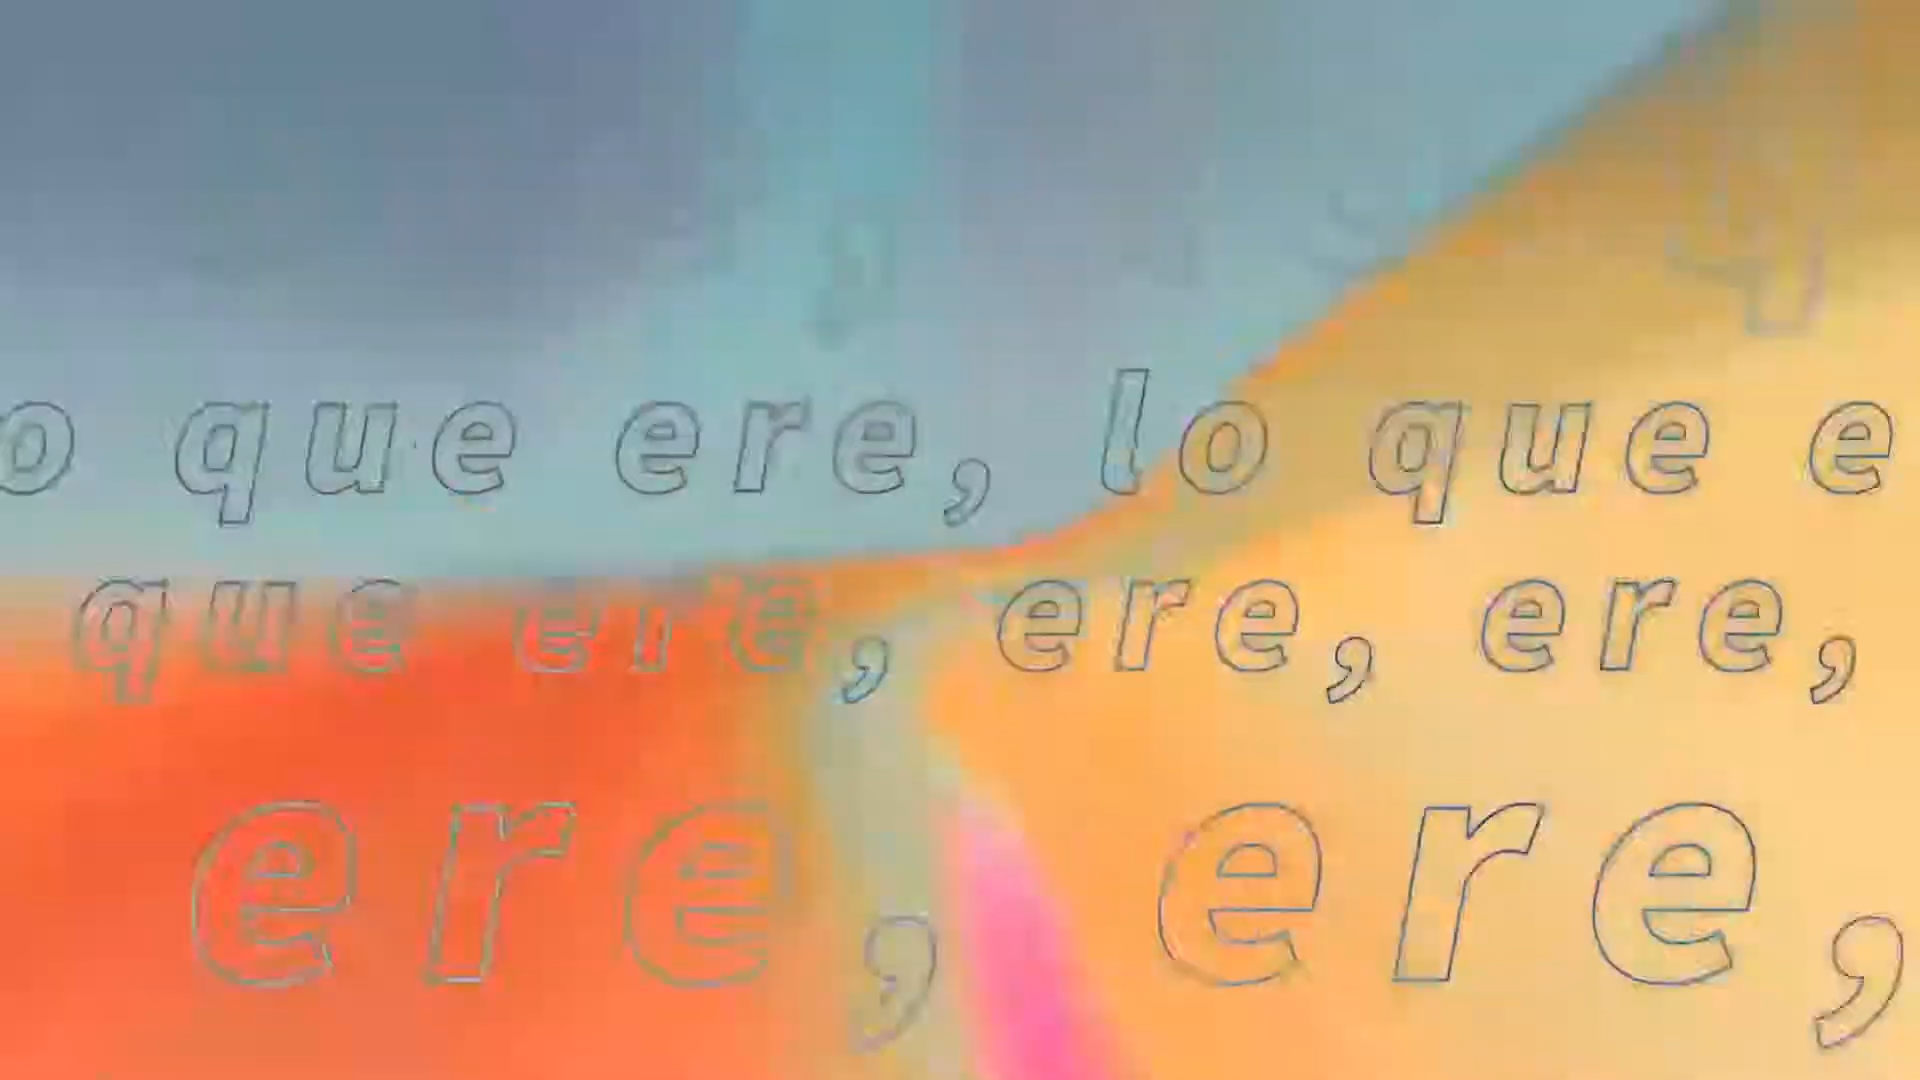 o que ere, lo que e
que ere, ere, ere,
ere, ere,